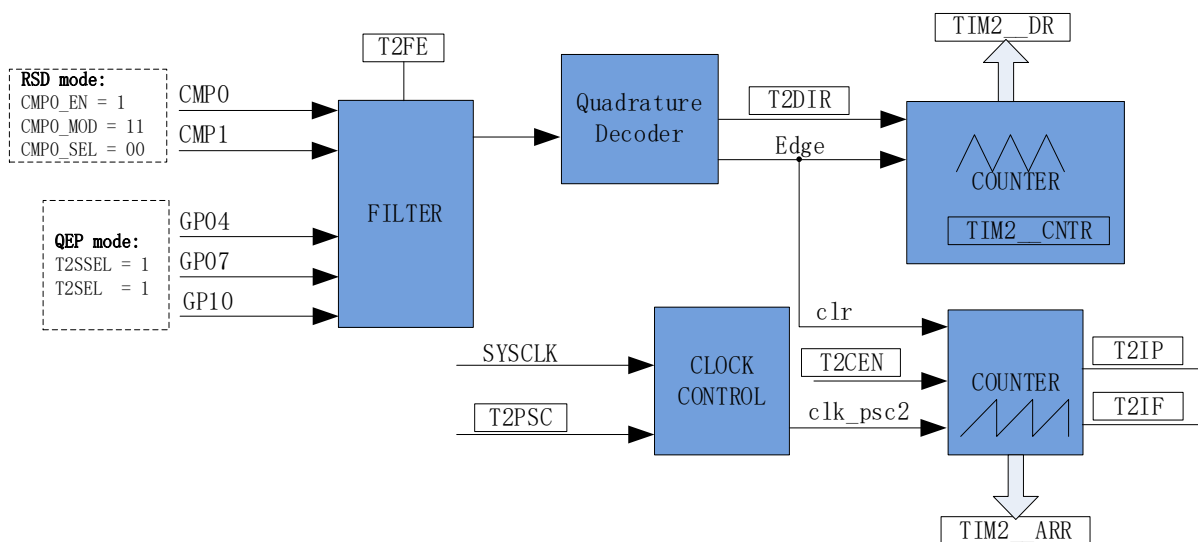 TIM2__DR
T2FE
RSD mode:
CMP0_EN = 1
CMP0_MOD = 11
CMP0_SEL = 00
CMP0
CMP1
Quadrature
Decoder
T2DIR
Edge
COUNTER
TIM2__CNTR
FILTER
QEP mode:
T2SSEL = 1
T2SEL = 1
GP04
GP07
GP10
clr
SYSCLK
T2PSC
CLOCK
CONTROL
T2CEN
clk_psc2
COUNTER
T2IP
T2IF
TIM2__ARR